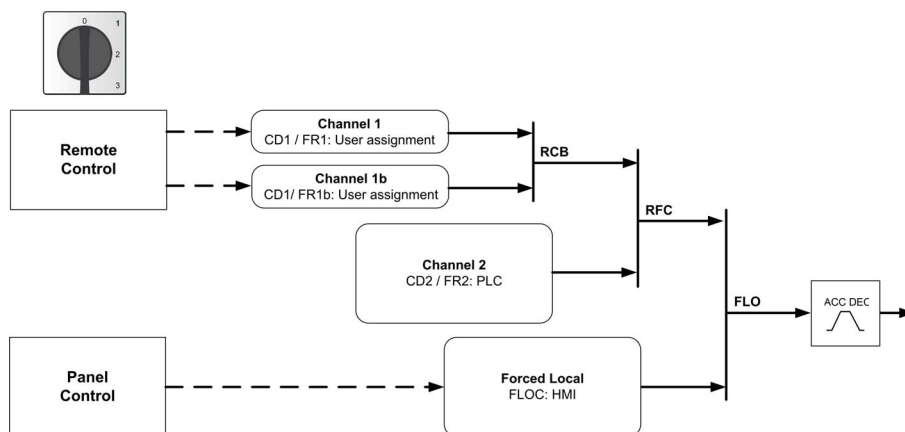 0
1
2
3
Remote
Control
Channel 1
CD1 / FR1: User assignment
Channel 1b
CD1/ FR1b: User assignment
RCB
RFC
Channel 2
CD2 / FR2: PLC
FLO
ACC DEC
Panel
Control
Forced Local
FLOC: HMI